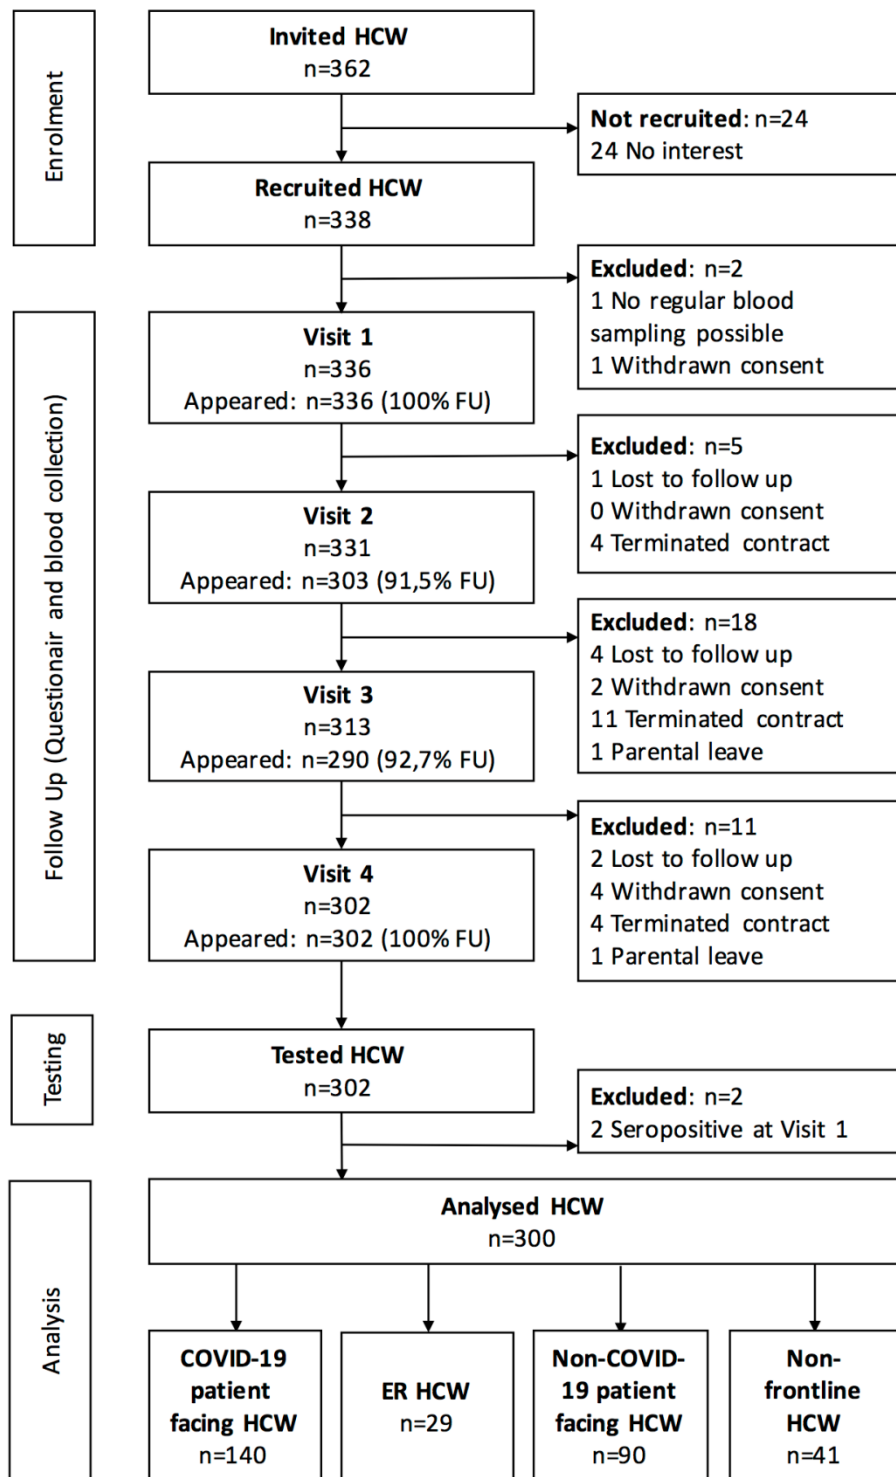 Enrolment
Invited HCW
n=362
Not recruited: n=24
24 No interest
Recruited HCW
n=338
Excluded: n=2
1 No regular blood
sampling possible
1 Withdrawn consent
Follow Up (Questionair and blood collection)
Visit 1
n=336
Appeared: n=336 (100% FU)
Excluded: n=5
1 Lost to follow up
0 Withdrawn consent
4 Terminated contract
Visit 2
n=331
Appeared: n=303 (91,5% FU)
Excluded: n=18
4 Lost to follow up
2 Withdrawn consent
11 Terminated contract
1 Parental leave
Visit 3
n=313
Appeared: n=290 (92,7% FU)
Excluded: n=11
2 Lost to follow up
4 Withdrawn consent
4 Terminated contract
1 Parental leave
Visit 4
n=302
Appeared: n=302 (100% FU)
Testing
Tested HCW
n=302
Excluded: n=2
2 Seropositive at Visit 1
Analysis
Analysed HCW
n=300
COVID-19
patient
facing HCW
n=140
ER HCW
n=29
Non-COVID-
19 patient
facing HCW
n=90
Non-
frontline
HCW
n=41